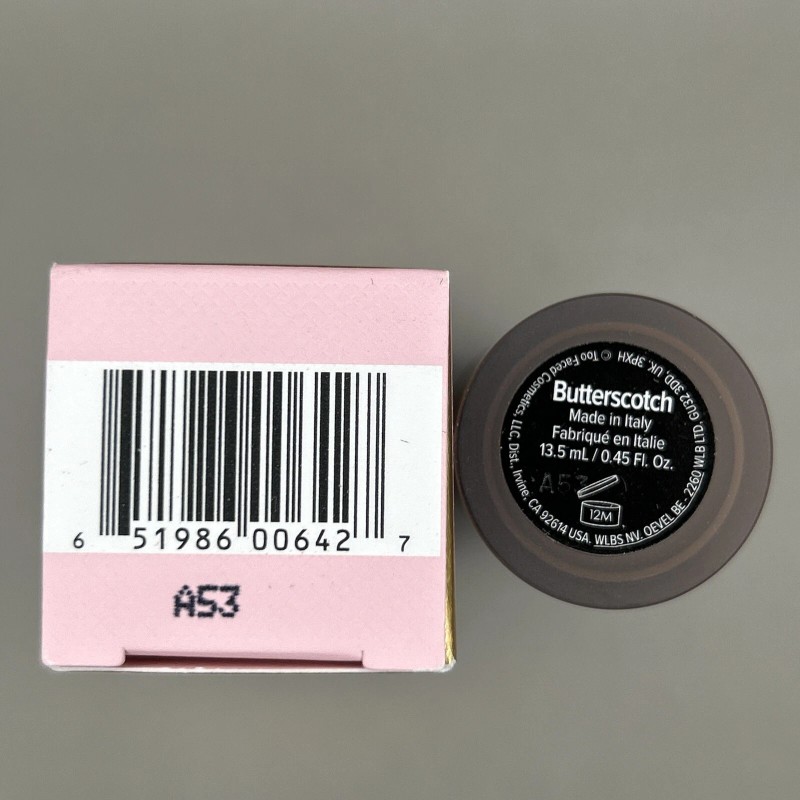 6 51986 00642 7
A53
Butterscotch
Made in Italy
Fabriqué en Italie
13.5 mL / 0.45 Fl. Oz.
A53
12M
© Too Faced Cosmetics, LLC, Dist., Irvine, CA 92614 USA. WLBS NV. OEVEL BE - 2260 WLB LTD, GU32 3DD, UK. 3PXH